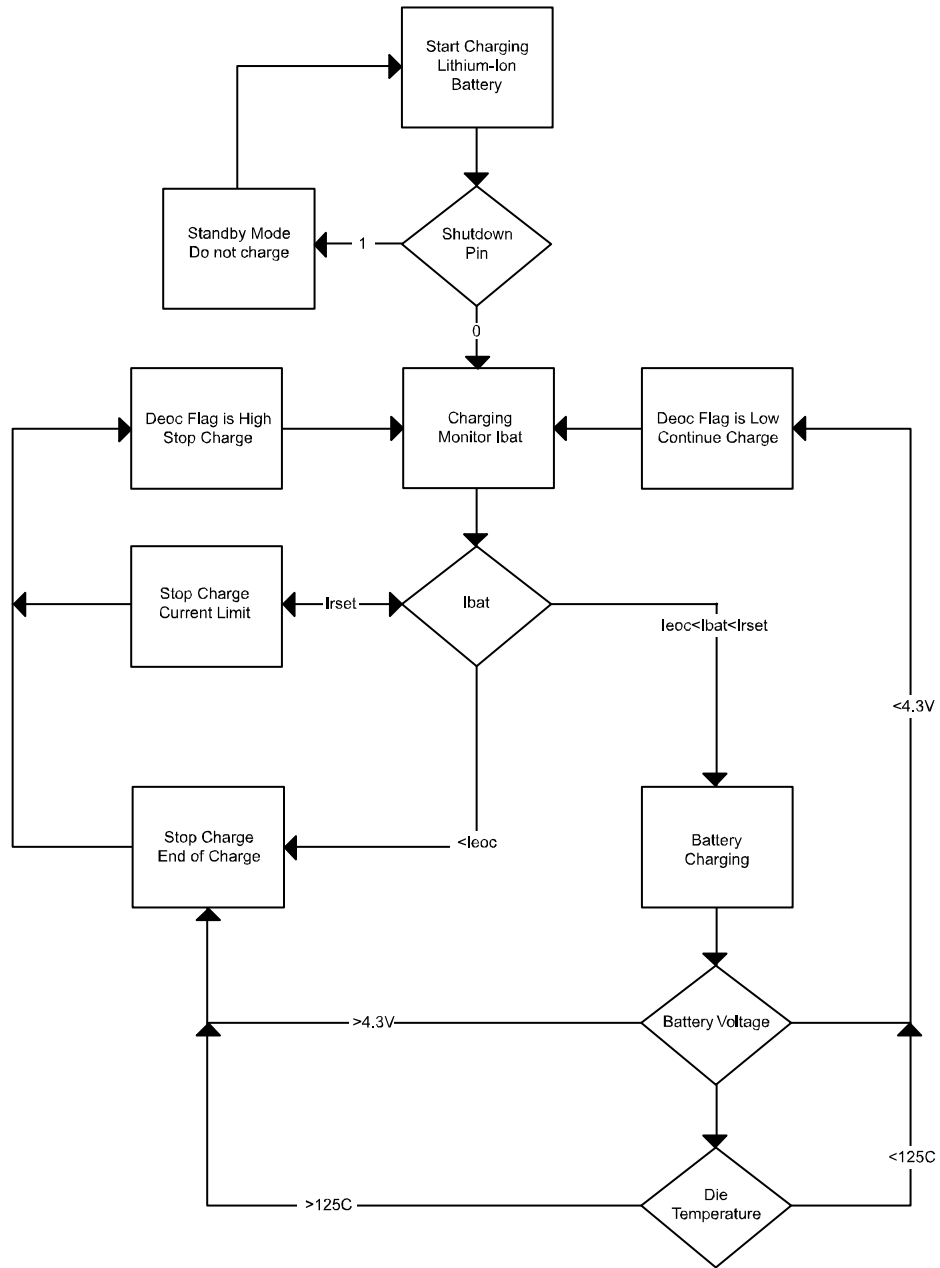 Start Charging
Lithium-Ion
Battery
Standby Mode
Do not charge
1
Shutdown
Pin
0
Deoc Flag is High
Stop Charge
Charging
Monitor Ibat
Deoc Flag is Low
Continue Charge
Stop Charge
Current Limit
Irset
Ibat
Ieoc<Ibat<Irset
<4.3V
Stop Charge
End of Charge
<Ieoc
Battery
Charging
>4.3V
Battery Voltage
<125C
>125C
Die
Temperature